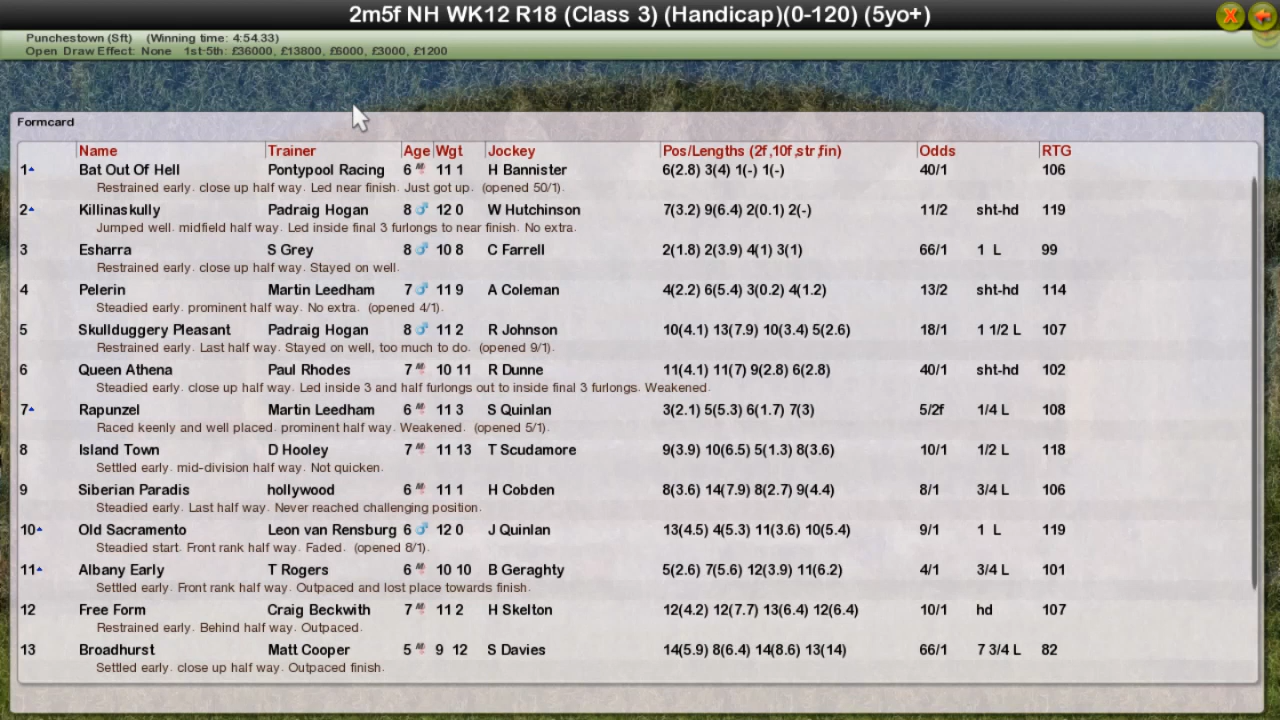 2m5f NH WK12 R18 (Class 3) (Handicap)(0-120) (5yo+)
Punchestown (Sft) (Winning time: 4:54.33)
Open Draw Effect: None 1st-5th: £36000, £13800, £6000, £3000, £1200
Formcard
Name Trainer Age Wgt Jockey Pos/Lengths (2f,10f,str,fin) Odds RTG
1 Bat Out Of Hell Pontypool Racing 6 11 1 H Bannister 6(2.8) 3(4) 1(-) 1(-) 40/1 106
Restrained early. close up half way. Led near finish. Just got up. (opened 50/1).
2 Killinaskully Padraig Hogan 8 12 0 W Hutchinson 7(3.2) 9(6.4) 2(0.1) 2(-) 11/2 sht-hd 119
Jumped well. midfield half way. Led inside final 3 furlongs to near finish. No extra.
3 Esharra S Grey 8 10 8 C Farrell 2(1.8) 2(3.9) 4(1) 3(1) 66/1 1 L 99
Restrained early. close up half way. Stayed on well.
4 Pelerin Martin Leedham 7 11 9 A Coleman 4(2.2) 6(5.4) 3(0.2) 4(1.2) 13/2 sht-hd 114
Steadied early. prominent half way. No extra. (opened 4/1).
5 Skullduggery Pleasant Padraig Hogan 8 11 2 R Johnson 10(4.1) 13(7.9) 10(3.4) 5(2.6) 18/1 1 1/2 L 107
Restrained early. Last half way. Stayed on well, too much to do. (opened 9/1).
6 Queen Athena Paul Rhodes 7 10 11 R Dunne 11(4.1) 11(7) 9(2.8) 6(2.8) 40/1 sht-hd 102
Steadied early. close up half way. Led inside 3 and half furlongs out to inside final 3 furlongs. Weakened.
7 Rapunzel Martin Leedham 6 11 3 S Quinlan 3(2.1) 5(5.3) 6(1.7) 7(3) 5/2f 1/4 L 108
Raced keenly and well placed. prominent half way. Weakened. (opened 5/1).
8 Island Town D Hooley 7 11 13 T Scudamore 9(3.9) 10(6.5) 5(1.3) 8(3.6) 10/1 1/2 L 118
Settled early. mid-division half way. Not quicken.
9 Siberian Paradis hollywood 6 11 1 H Cobden 8(3.6) 14(7.9) 8(2.7) 9(4.4) 8/1 3/4 L 106
Steadied early. Last half way. Never reached challenging position.
10 Old Sacramento Leon van Rensburg 6 12 0 J Quinlan 13(4.5) 4(5.3) 11(3.6) 10(5.4) 9/1 1 L 119
Steadied start. Front rank half way. Faded. (opened 8/1).
11 Albany Early T Rogers 6 10 10 B Geraghty 5(2.6) 7(5.6) 12(3.9) 11(6.2) 4/1 3/4 L 101
Settled early. Front rank half way. Outpaced and lost place towards finish.
12 Free Form Craig Beckwith 7 11 2 H Skelton 12(4.2) 12(7.7) 13(6.4) 12(6.4) 10/1 hd 107
Restrained early. Behind half way. Outpaced.
13 Broadhurst Matt Cooper 5 9 12 S Davies 14(5.9) 8(6.4) 14(8.6) 13(14) 66/1 7 3/4 L 82
Settled early. close up half way. Outpaced finish.